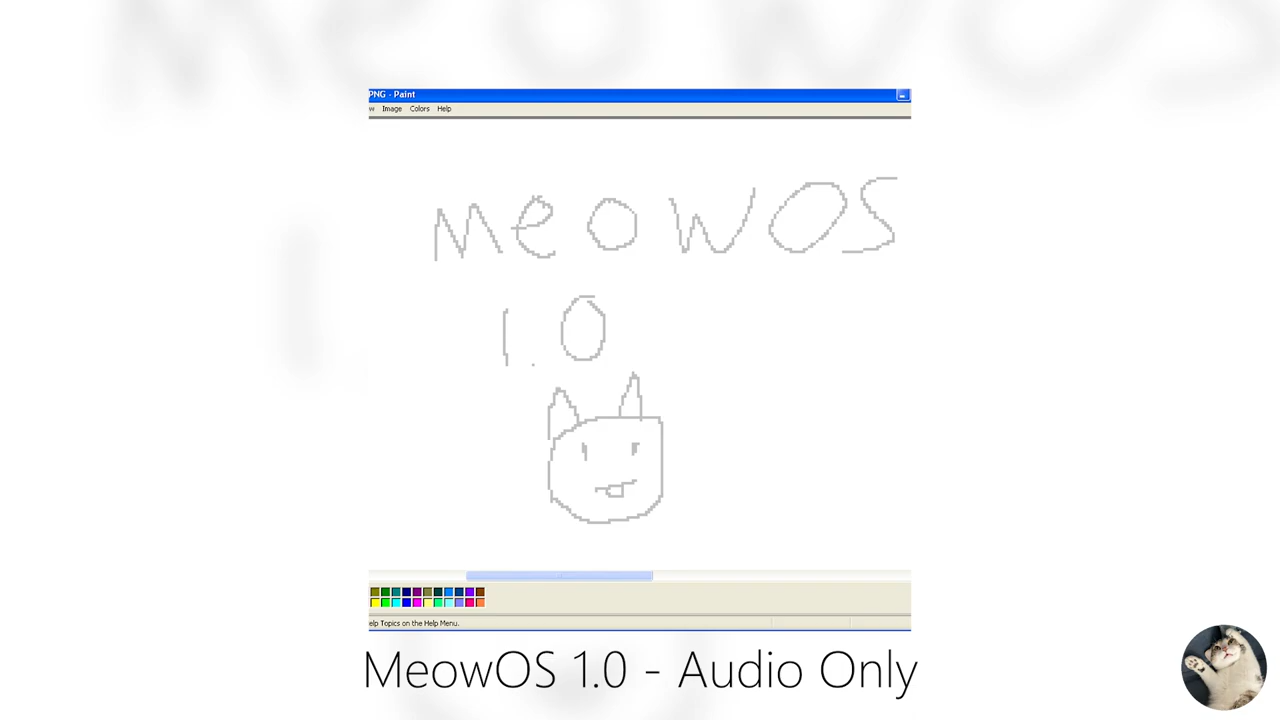 PNG - Paint
w Image Colors Help
MeowOS
1.0
elp Topics on the Help Menu.
MeowOS 1.0 - Audio Only